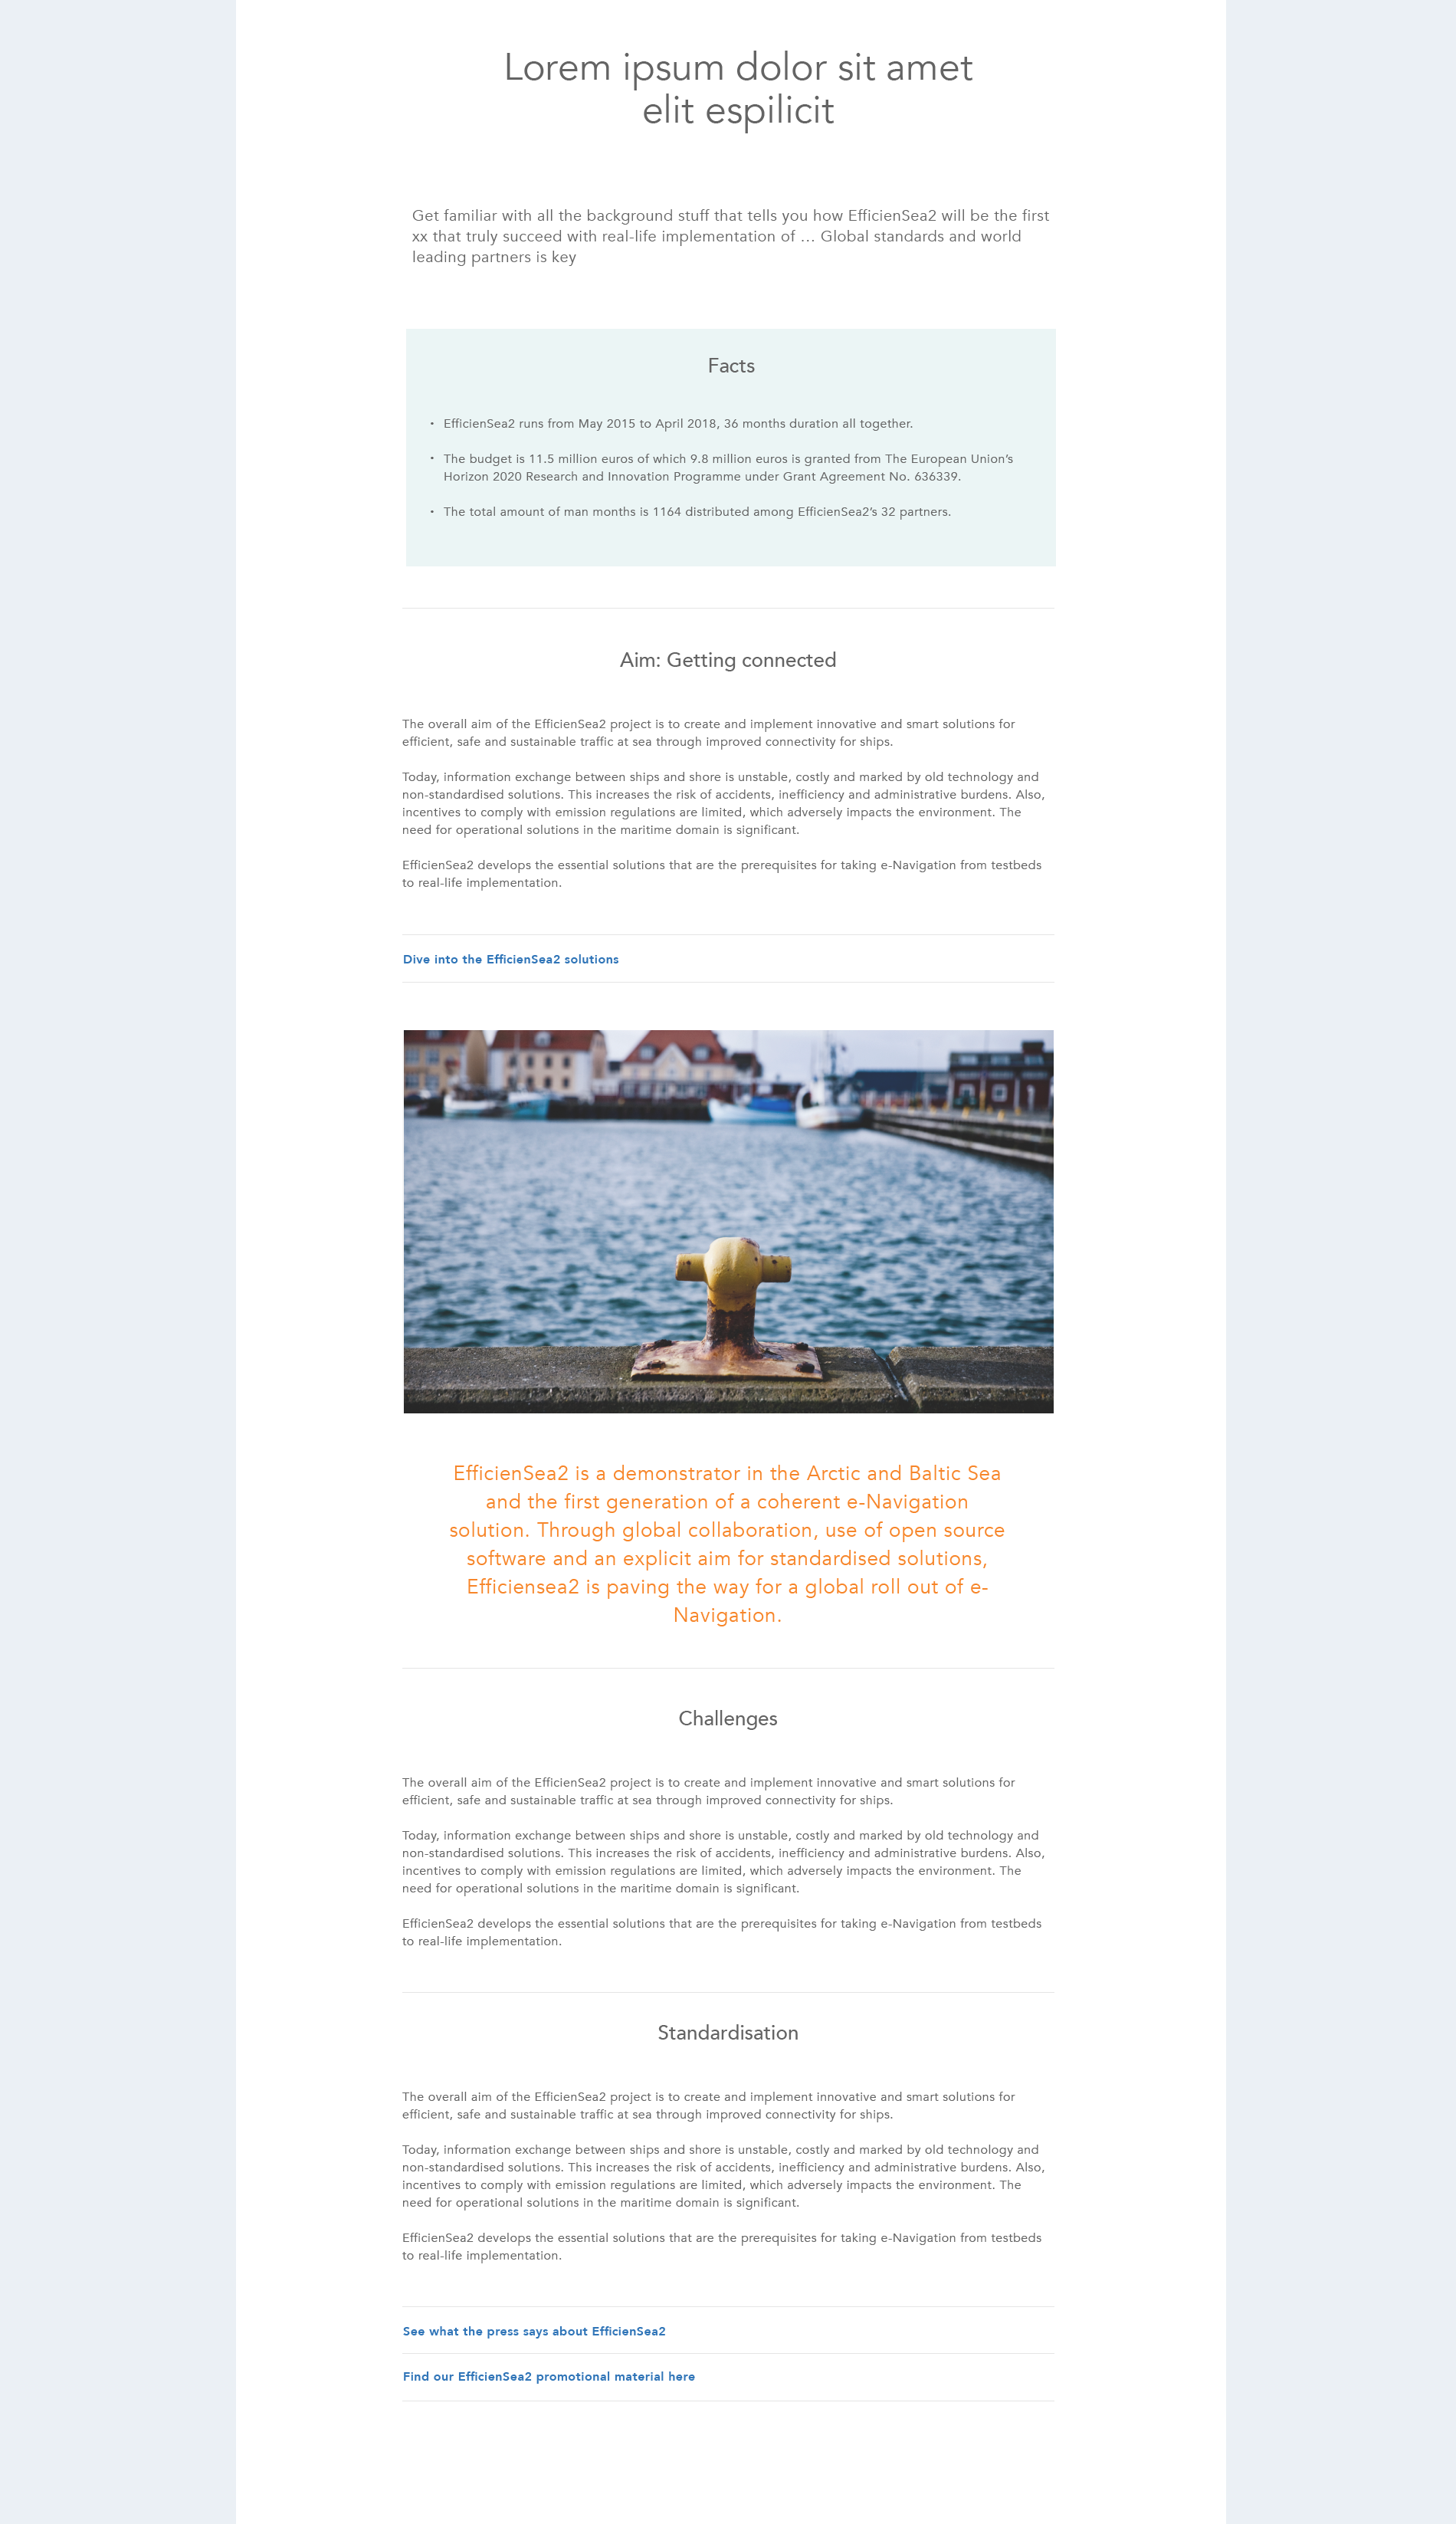 Lorem ipsum dolor sit amet
elit espilicit
Get familiar with all the background stuff that tells you how EfficienSea2 will be the first
xx that truly succeed with real-life implementation of … Global standards and world
leading partners is key
Facts
• EfficienSea2 runs from May 2015 to April 2018, 36 months duration all together.
• The budget is 11.5 million euros of which 9.8 million euros is granted from The European Union’s
Horizon 2020 Research and Innovation Programme under Grant Agreement No. 636339.
• The total amount of man months is 1164 distributed among EfficienSea2’s 32 partners.
Aim: Getting connected
The overall aim of the EfficienSea2 project is to create and implement innovative and smart solutions for
efficient, safe and sustainable traffic at sea through improved connectivity for ships.
Today, information exchange between ships and shore is unstable, costly and marked by old technology and
non-standardised solutions. This increases the risk of accidents, inefficiency and administrative burdens. Also,
incentives to comply with emission regulations are limited, which adversely impacts the environment. The
need for operational solutions in the maritime domain is significant.
EfficienSea2 develops the essential solutions that are the prerequisites for taking e-Navigation from testbeds
to real-life implementation.
Dive into the EfficienSea2 solutions
EfficienSea2 is a demonstrator in the Arctic and Baltic Sea
and the first generation of a coherent e-Navigation
solution. Through global collaboration, use of open source
software and an explicit aim for standardised solutions,
Efficiensea2 is paving the way for a global roll out of e-
Navigation.
Challenges
The overall aim of the EfficienSea2 project is to create and implement innovative and smart solutions for
efficient, safe and sustainable traffic at sea through improved connectivity for ships.
Today, information exchange between ships and shore is unstable, costly and marked by old technology and
non-standardised solutions. This increases the risk of accidents, inefficiency and administrative burdens. Also,
incentives to comply with emission regulations are limited, which adversely impacts the environment. The
need for operational solutions in the maritime domain is significant.
EfficienSea2 develops the essential solutions that are the prerequisites for taking e-Navigation from testbeds
to real-life implementation.
Standardisation
The overall aim of the EfficienSea2 project is to create and implement innovative and smart solutions for
efficient, safe and sustainable traffic at sea through improved connectivity for ships.
Today, information exchange between ships and shore is unstable, costly and marked by old technology and
non-standardised solutions. This increases the risk of accidents, inefficiency and administrative burdens. Also,
incentives to comply with emission regulations are limited, which adversely impacts the environment. The
need for operational solutions in the maritime domain is significant.
EfficienSea2 develops the essential solutions that are the prerequisites for taking e-Navigation from testbeds
to real-life implementation.
See what the press says about EfficienSea2
Find our EfficienSea2 promotional material here